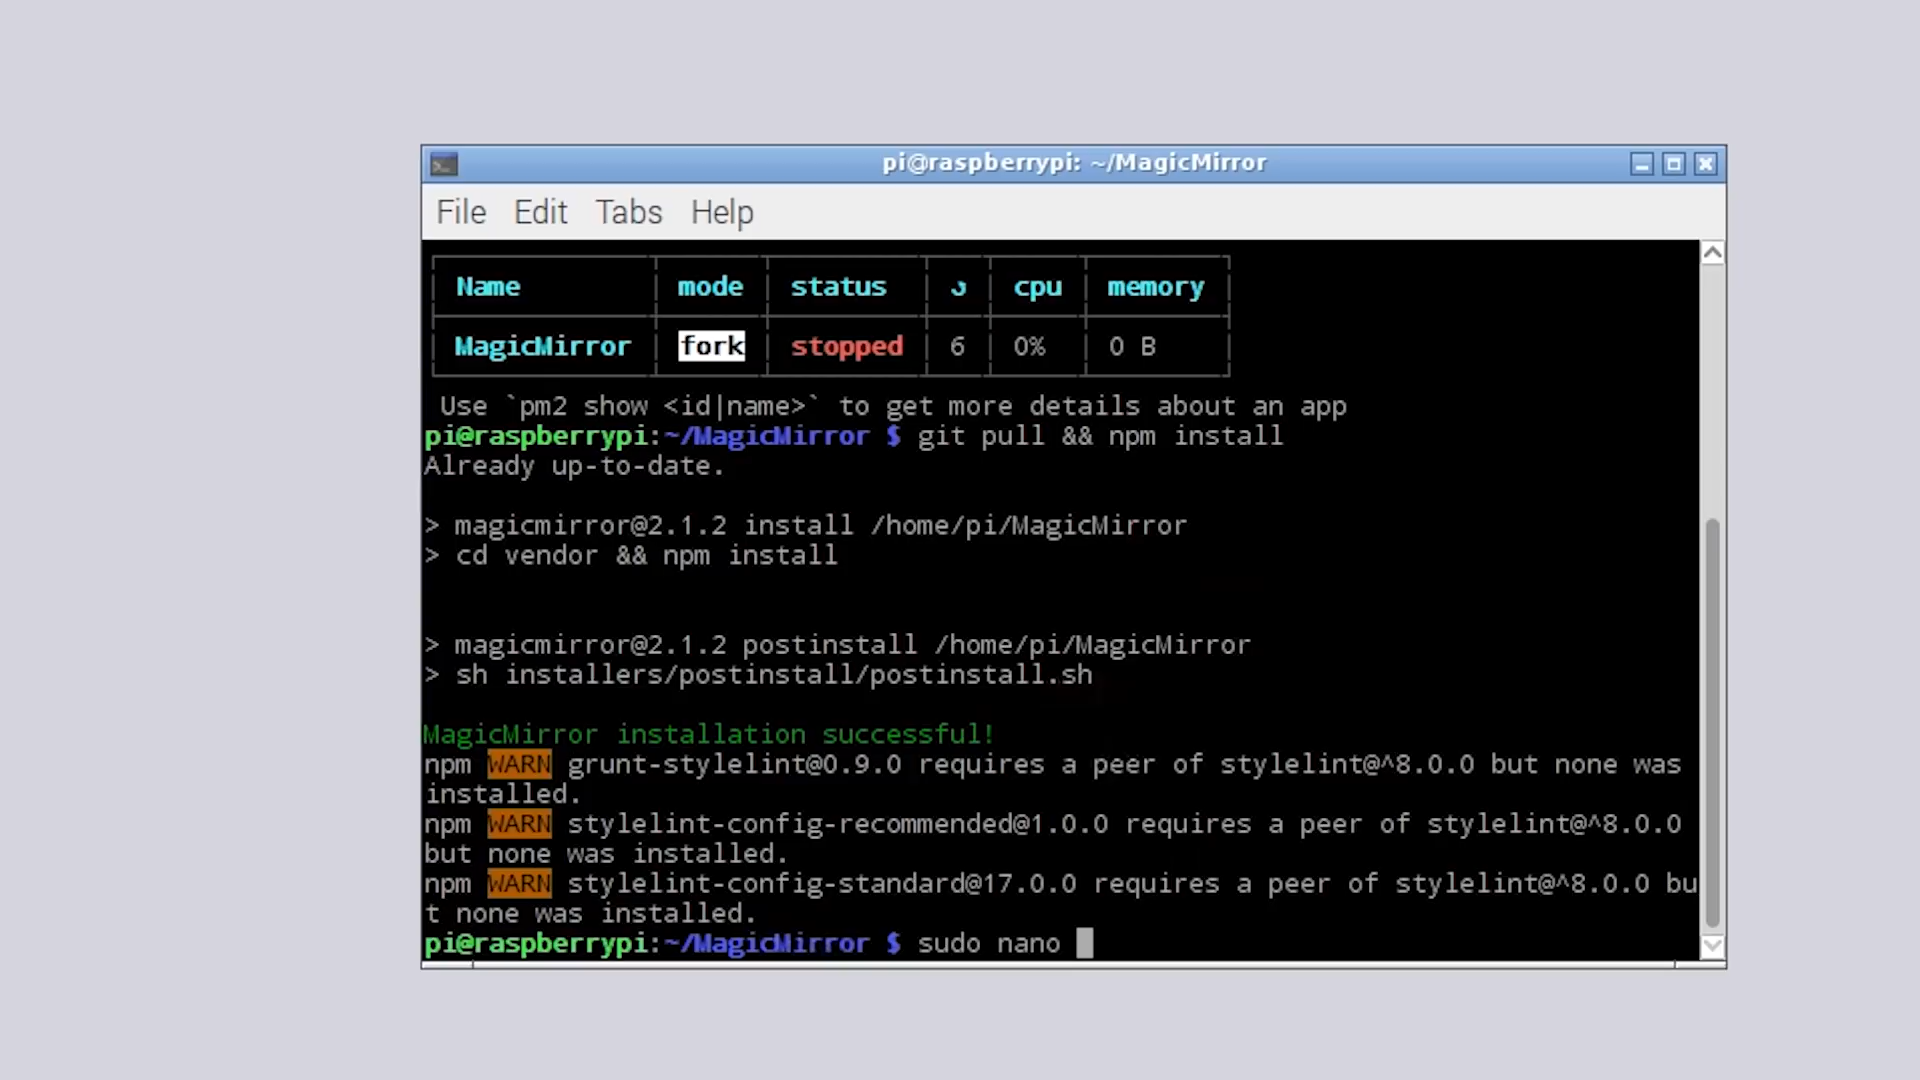 pi@raspberrypi: ~/MagicMirror
File Edit Tabs Help
Name mode status cpu memory
MagicMirror fork stopped 6 0% 0 B
Use `pm2 show <id|name>` to get more details about an app
pi@raspberrypi:~/MagicMirror $ git pull && npm install
Already up-to-date.
> magicmirror@2.1.2 install /home/pi/MagicMirror
> cd vendor && npm install
> magicmirror@2.1.2 postinstall /home/pi/MagicMirror
> sh installers/postinstall/postinstall.sh
MagicMirror installation successful!
npm WARN grunt-stylelint@0.9.0 requires a peer of stylelint@^8.0.0 but none was
installed.
npm WARN stylelint-config-recommended@1.0.0 requires a peer of stylelint@^8.0.0
but none was installed.
npm WARN stylelint-config-standard@17.0.0 requires a peer of stylelint@^8.0.0 bu
t none was installed.
pi@raspberrypi:~/MagicMirror $ sudo nano